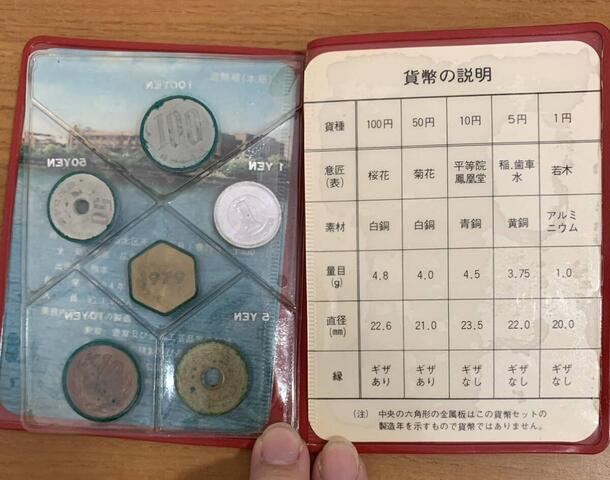 造幣局(本局)
100YEN
100
1 YEN
50YEN
1979
5 YEN
10YEN
貨幣の説明
貨種 100円 50円 10円 5円 1円
意匠(表) 桜花 菊花 平等院鳳凰堂 稲.歯車水 若木
素材 白銅 白銅 青銅 黄銅 アルミニウム
量目(g) 4.8 4.0 4.5 3.75 1.0
直径(mm) 22.6 21.0 23.5 22.0 20.0
縁 ギザあり ギザあり ギザなし ギザなし ギザなし
(注) 中央の六角形の金属板はこの貨幣セットの
製造年を示すもので貨幣ではありません。